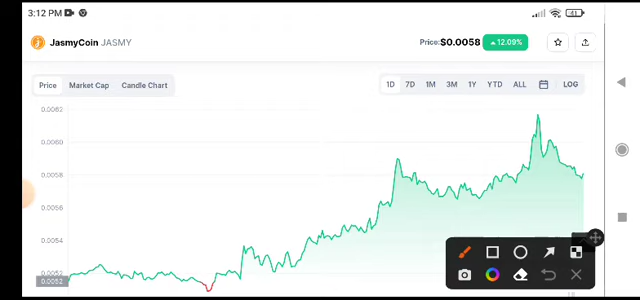 3:12 PM 41
JasmyCoin JASMY Price: $0.0058 12.09%
Price Market Cap Candle Chart 1D 7D 1M 3M 1Y YTD ALL LOG
0.0062
0.0060
0.0058
0.0056
0.0054
0.0052
0.0052